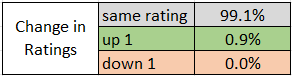 Change in
Ratings
same rating 99.1%
up 1 0.9%
down 1 0.0%